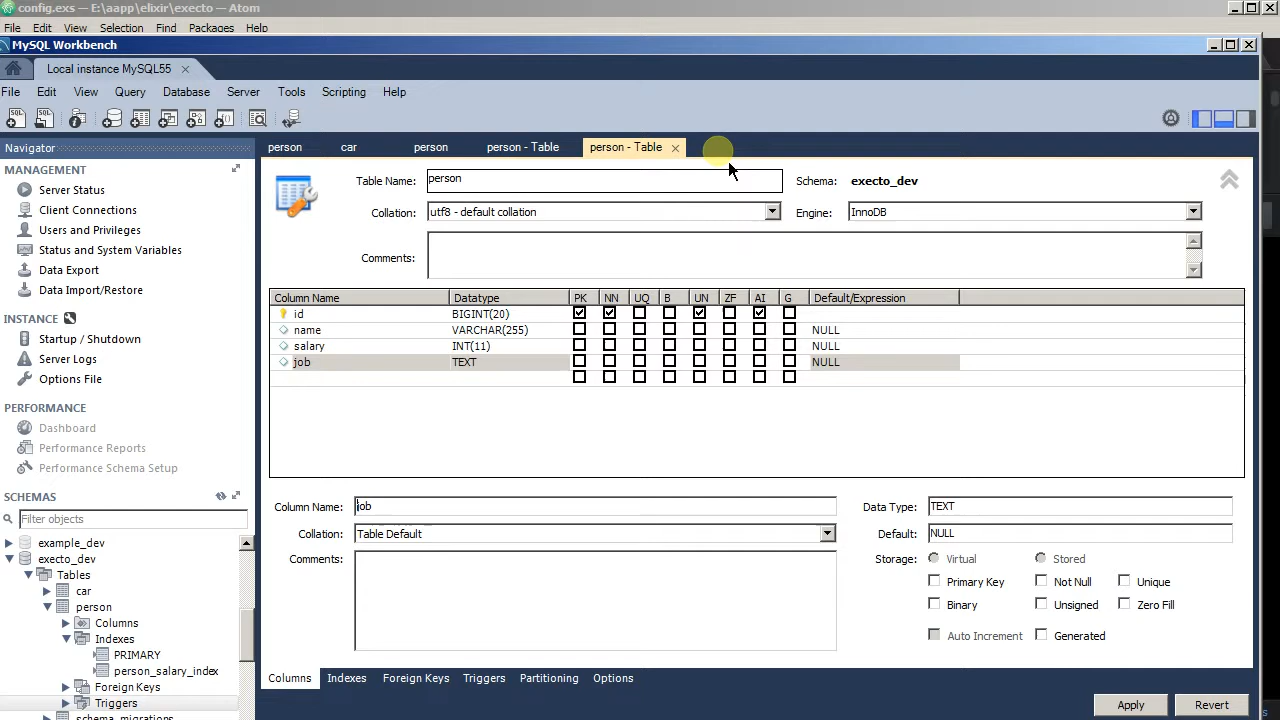 config.exs — E:\aapp\elixir\execto — Atom
File Edit View Selection Find Packages Help
MySQL Workbench
Local instance MySQL55
File Edit View Query Database Server Tools Scripting Help
Navigator
person car person person - Table person - Table
MANAGEMENT
Server Status
Client Connections
Users and Privileges
Status and System Variables
Data Export
Data Import/Restore
INSTANCE
Startup / Shutdown
Server Logs
Options File
PERFORMANCE
Dashboard
Performance Reports
Performance Schema Setup
SCHEMAS
Filter objects
example_dev
execto_dev
Tables
car
person
Columns
Indexes
PRIMARY
person_salary_index
Foreign Keys
Triggers
schema_migrations
Table Name: person Schema: execto_dev
Collation: utf8 - default collation Engine: InnoDB
Comments:
Column Name Datatype PK NN UQ B UN ZF AI G Default/Expression
id BIGINT(20)
name VARCHAR(255) NULL
salary INT(11) NULL
job TEXT NULL
Column Name: job Data Type: TEXT
Collation: Table Default Default: NULL
Comments: Storage: Virtual Stored
Primary Key Not Null Unique
Binary Unsigned Zero Fill
Auto Increment Generated
Columns Indexes Foreign Keys Triggers Partitioning Options
Apply Revert